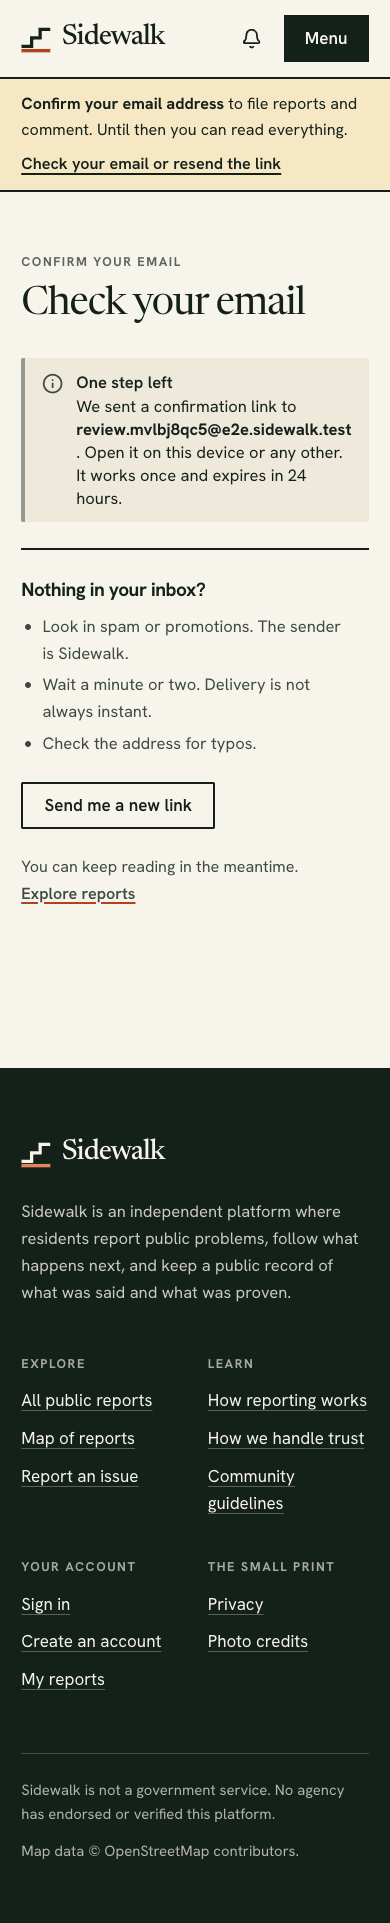 Sidewalk
Menu
Confirm your email address to file reports and
comment. Until then you can read everything.
Check your email or resend the link
CONFIRM YOUR EMAIL
Check your email
One step left
We sent a confirmation link to
review.mvlbj8qc5@e2e.sidewalk.test
. Open it on this device or any other.
It works once and expires in 24
hours.
Nothing in your inbox?
• Look in spam or promotions. The sender
is Sidewalk.
• Wait a minute or two. Delivery is not
always instant.
• Check the address for typos.
Send me a new link
You can keep reading in the meantime.
Explore reports
Sidewalk
Sidewalk is an independent platform where
residents report public problems, follow what
happens next, and keep a public record of
what was said and what was proven.
EXPLORE
All public reports
Map of reports
Report an issue
LEARN
How reporting works
How we handle trust
Community
guidelines
YOUR ACCOUNT
Sign in
Create an account
My reports
THE SMALL PRINT
Privacy
Photo credits
Sidewalk is not a government service. No agency
has endorsed or verified this platform.
Map data © OpenStreetMap contributors.